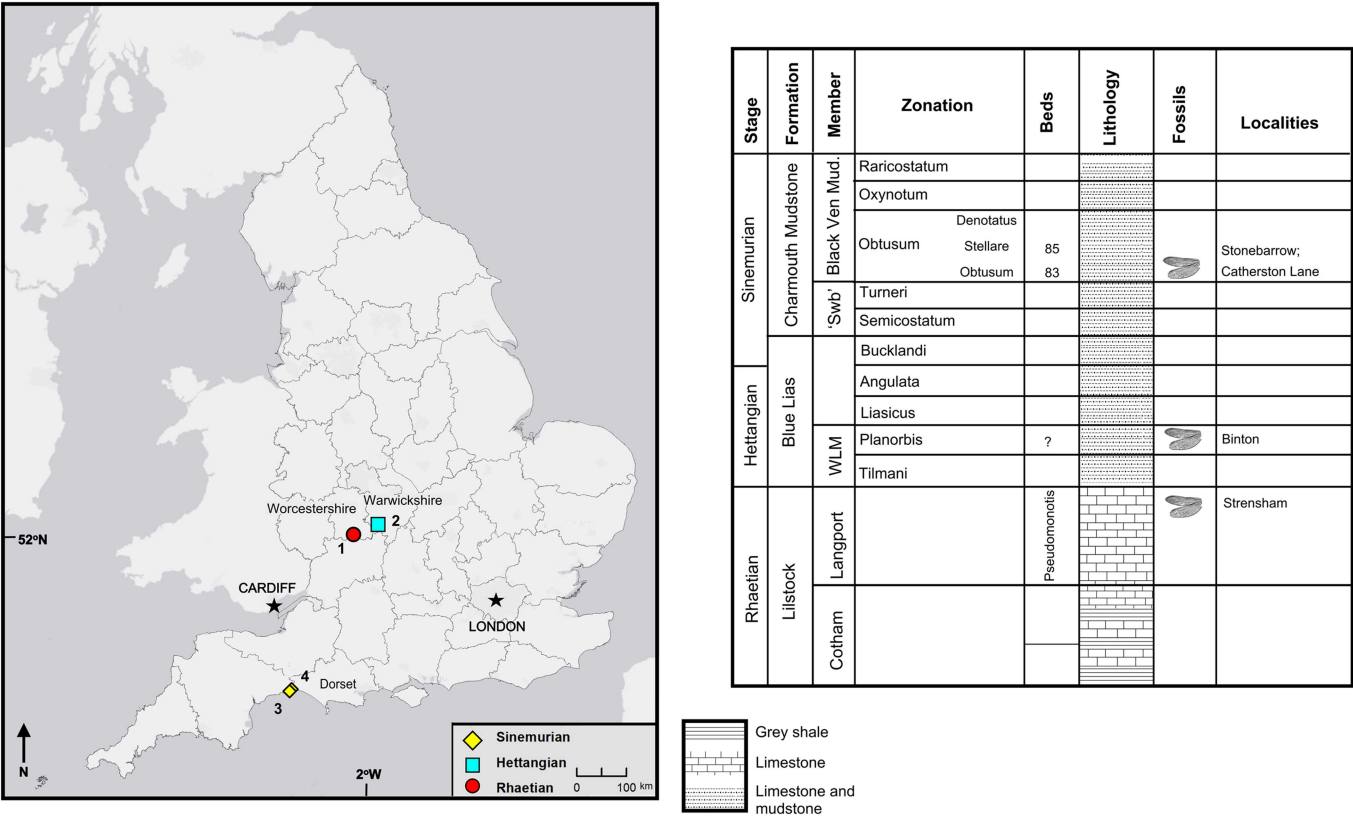 Worcestershire
Warwickshire
2
1
52ºN
CARDIFF
LONDON
4
Dorset
3
N
2ºW
Sinemurian
Hettangian
Rhaetian
0 100 km
Stage Formation Member Zonation Beds Lithology Fossils Localities
Sinemurian
Charmouth Mudstone
Black Ven Mud.
Raricostatum
Oxynotum
Denotatus
Obtusum Stellare 85 Stonebarrow;
Obtusum 83 Catherston Lane
'Swb'
Turneri
Semicostatum
Hettangian
Blue Lias
Bucklandi
Angulata
Liasicus
WLM
Planorbis ? Binton
Tilmani
Rhaetian
Lilstock
Langport
Pseudomonotis
Strensham
Cotham
Grey shale
Limestone
Limestone and
mudstone